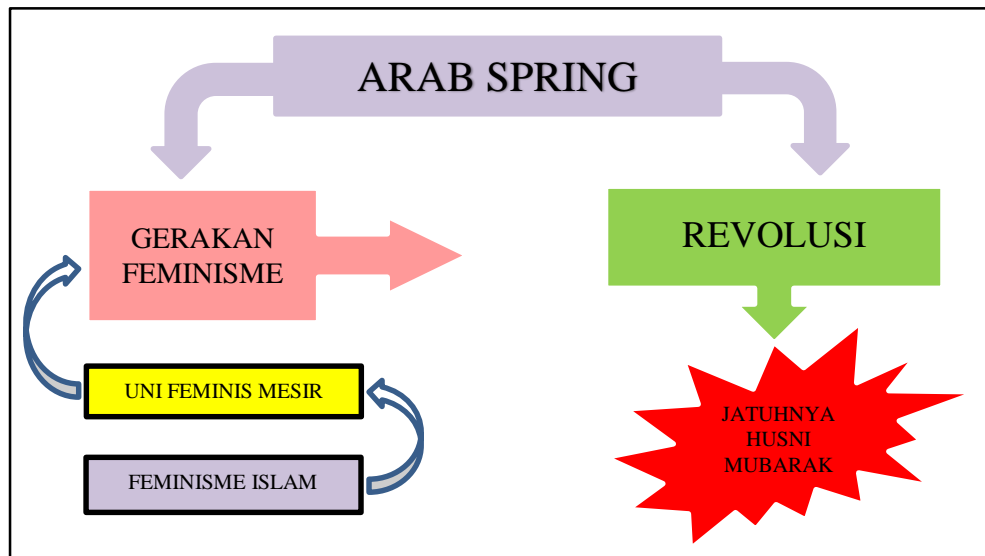 ARAB SPRING
GERAKAN
FEMINISME
REVOLUSI
UNI FEMINIS MESIR
FEMINISME ISLAM
JATUHNYA
HUSNI
MUBARAK